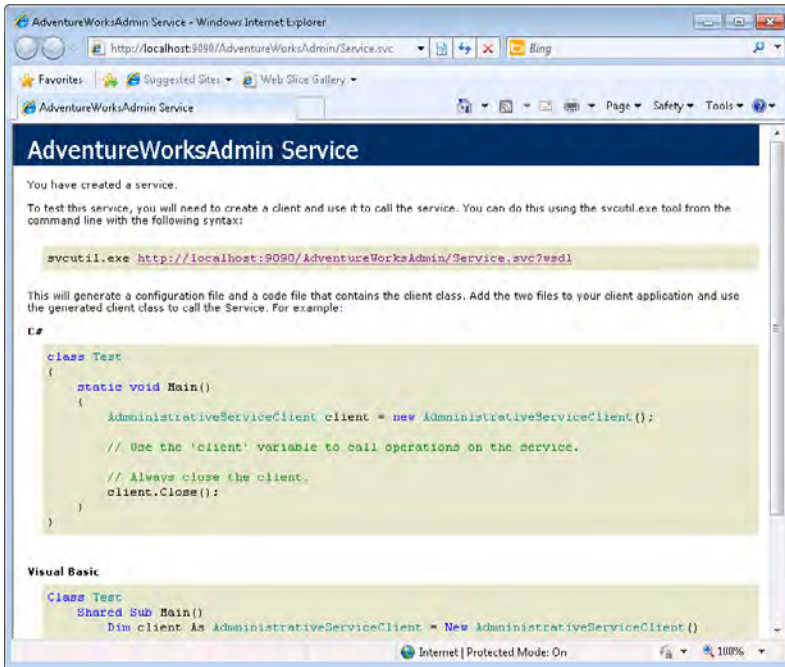 AdventureWorksAdmin Service - Windows Internet Explorer
http://localhost:9090/AdventureWorksAdmin/Service.svc Bing
Favorites Suggested Sites Web Slice Gallery
AdventureWorksAdmin Service Page Safety Tools
AdventureWorksAdmin Service
You have created a service.
To test this service, you will need to create a client and use it to call the service. You can do this using the svcutil.exe tool from the
command line with the following syntax:
svcutil.exe http://localhost:9090/AdventureWorksAdmin/Service.svc?wsdl
This will generate a configuration file and a code file that contains the client class. Add the two files to your client application and use
the generated client class to call the Service. For example:
C#
class Test
{
static void Main()
{
AdmninistrativeServiceClient client = new AdmninistrativeServiceClient();
// Use the 'client' variable to call operations on the service.
// Always close the client.
client.Close();
}
}
Visual Basic
Class Test
Shared Sub Main()
Dim client As AdmninistrativeServiceClient = New AdmninistrativeServiceClient()
Internet | Protected Mode: On 100%